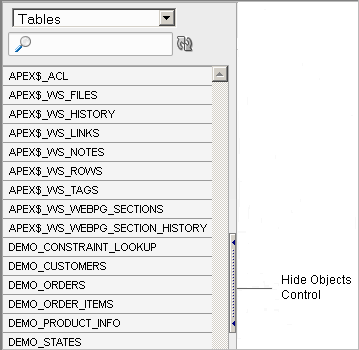 Tables
APEX$_ACL
APEX$_WS_FILES
APEX$_WS_HISTORY
APEX$_WS_LINKS
APEX$_WS_NOTES
APEX$_WS_ROWS
APEX$_WS_TAGS
APEX$_WS_WEBPG_SECTIONS
APEX$_WS_WEBPG_SECTION_HISTORY
DEMO_CONSTRAINT_LOOKUP
DEMO_CUSTOMERS
DEMO_ORDERS
DEMO_ORDER_ITEMS
DEMO_PRODUCT_INFO
DEMO_STATES
Hide Objects
Control